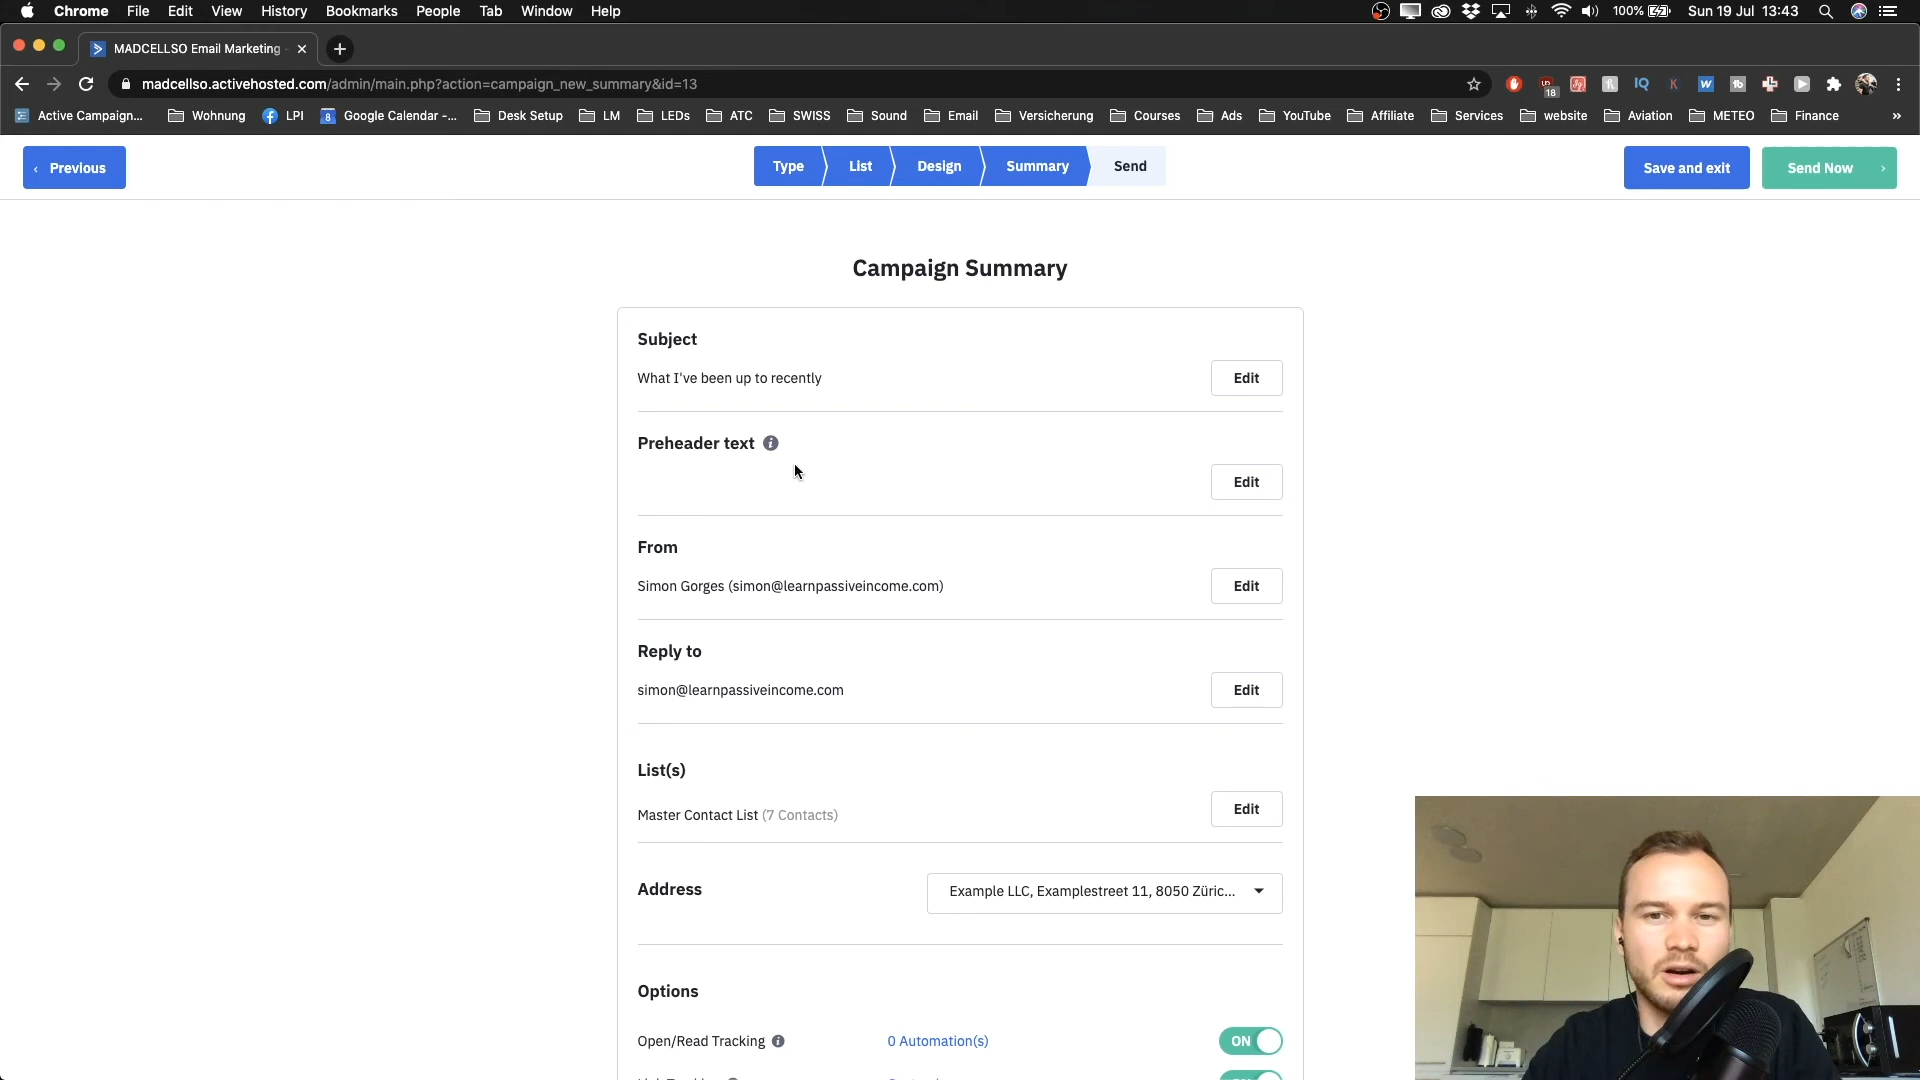 Chrome File Edit View History Bookmarks People Tab Window Help 100% Sun 19 Jul 13:43
MADCELLSO Email Marketing
madcellso.activehosted.com/admin/main.php?action=campaign_new_summary&id=13
18 IQ K W tb
Active Campaign... Wohnung LPI 8 Google Calendar -... Desk Setup LM LEDs ATC SWISS Sound Email Versicherung Courses Ads YouTube Affiliate Services website Aviation METEO Finance »
‹ Previous Type List Design Summary Send Save and exit Send Now ›
Campaign Summary
Subject
What I've been up to recently Edit
Preheader text i
Edit
From
Simon Gorges (simon@learnpassiveincome.com) Edit
Reply to
simon@learnpassiveincome.com Edit
List(s)
Master Contact List (7 Contacts) Edit
Address Example LLC, Examplestreet 11, 8050 Züric...
Options
Open/Read Tracking i 0 Automation(s) ON